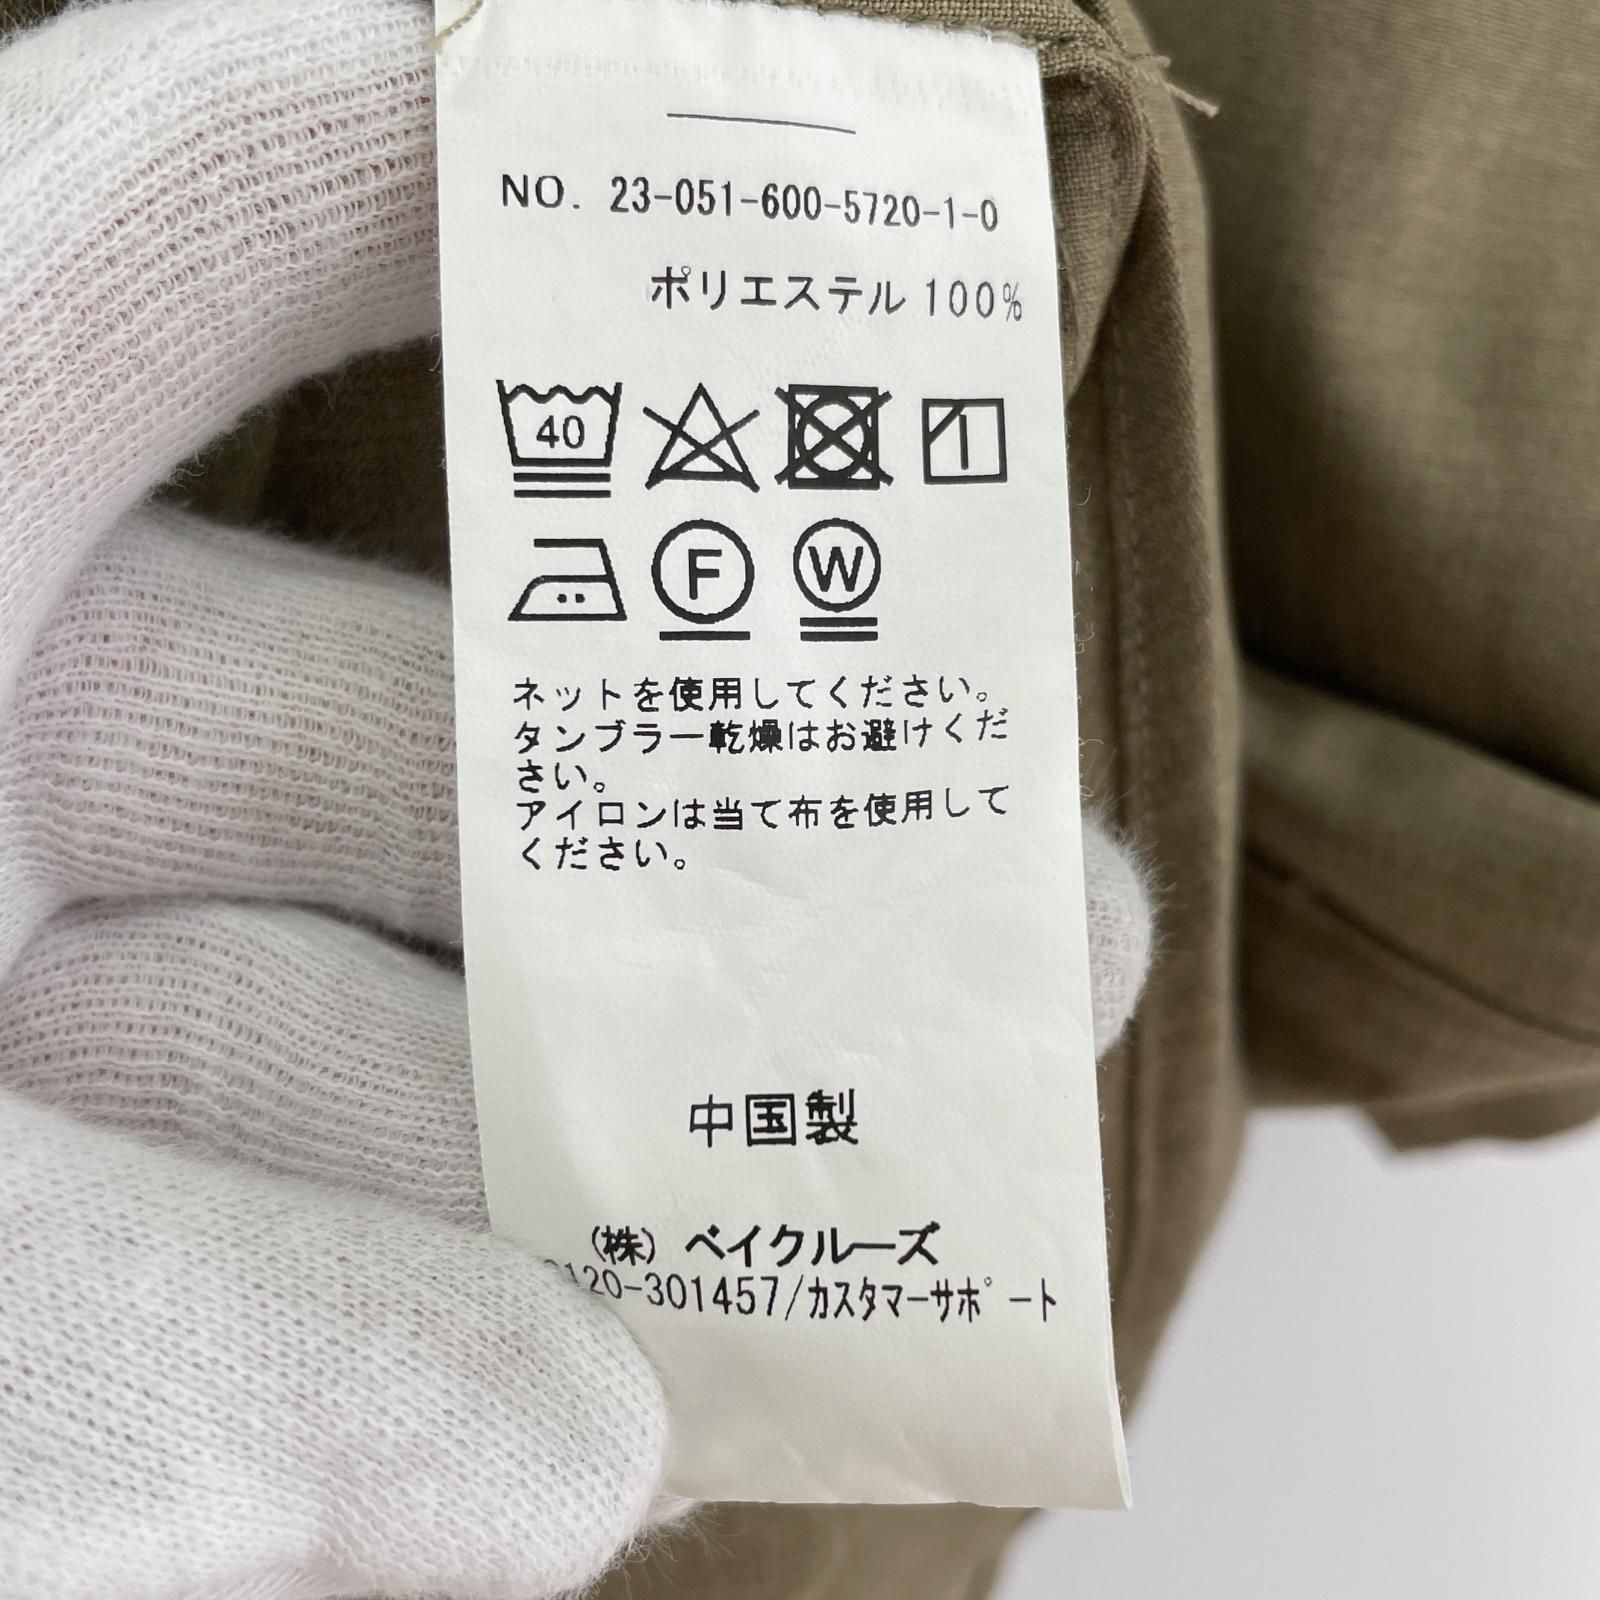 NO. 23-051-600-5720-1-0
ポリエステル 100%
40
F W
ネットを使用してください。
タンブラー乾燥はお避けくだ
さい。
アイロンは当て布を使用して
ください。
中国製
(株) ベイクルーズ
0120-301457/カスタマーサポート